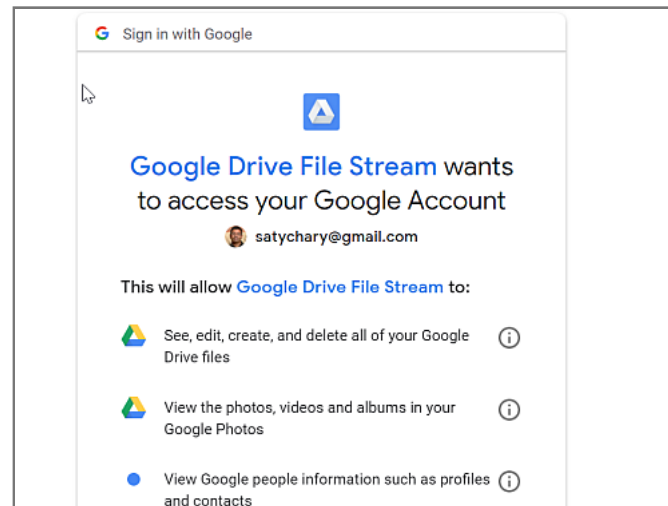 Sign in with Google
Google Drive File Stream wants
to access your Google Account
satychary@gmail.com
This will allow Google Drive File Stream to:
See, edit, create, and delete all of your Google
Drive files
View the photos, videos and albums in your
Google Photos
View Google people information such as profiles
and contacts